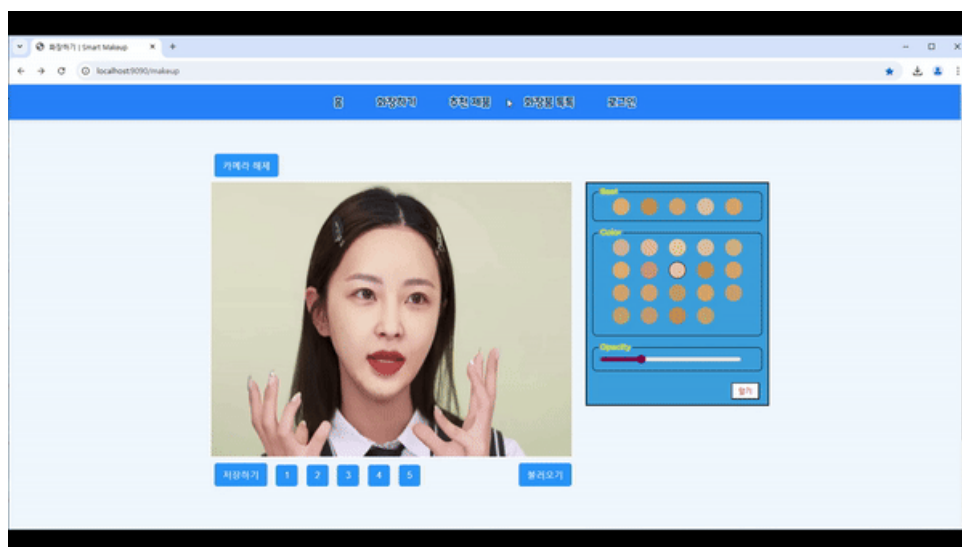 화장하기 | Smart Makeup
localhost:9090/makeup
홈 화장하기 추천 제품 화장품 톡톡 로그인
카메라 해제
Best
Color
Opacity
닫기
저장하기 1 2 3 4 5 불러오기